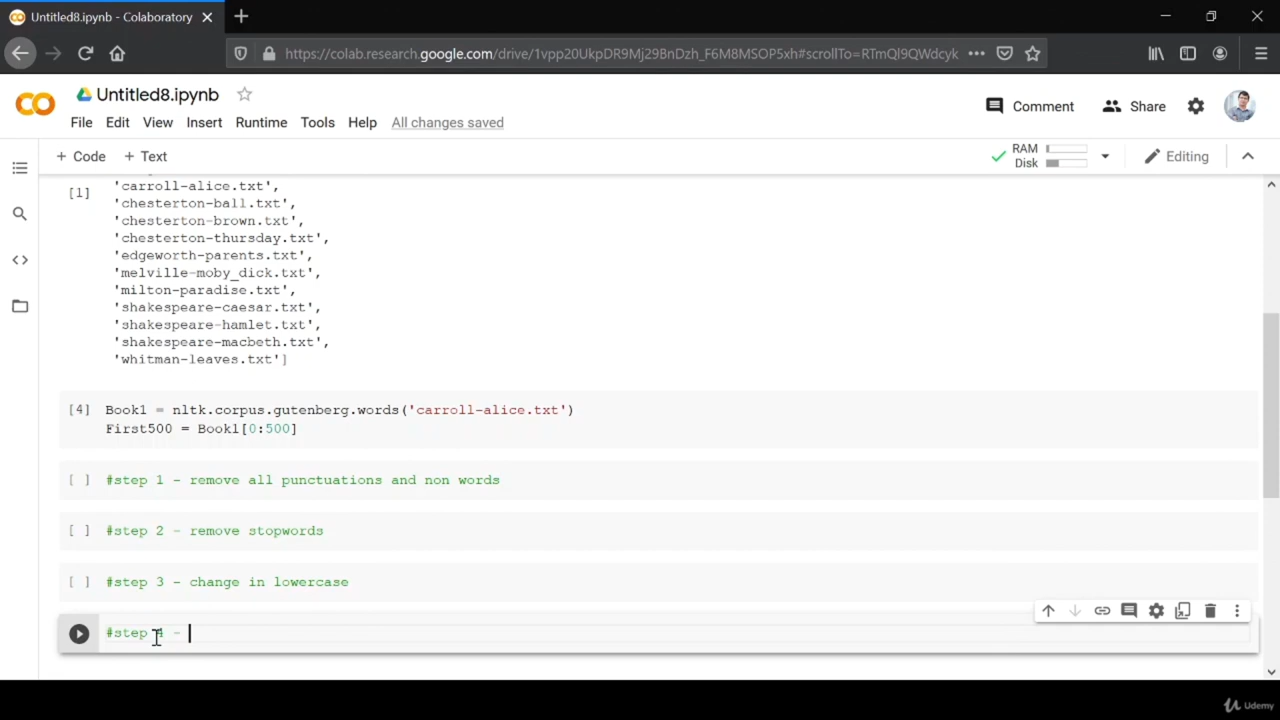 Untitled8.ipynb - Colaboratory
https://colab.research.google.com/drive/1vpp20UkpDR9Mj29BnDzh_F6M8MSOP5xh#scrollTo=RTmQl9QWdcyk
Untitled8.ipynb
Comment
Share
File Edit View Insert Runtime Tools Help All changes saved
+ Code + Text
RAM
Disk
Editing
[1]
'carroll-alice.txt',
'chesterton-ball.txt',
'chesterton-brown.txt',
'chesterton-thursday.txt',
'edgeworth-parents.txt',
'melville-moby_dick.txt',
'milton-paradise.txt',
'shakespeare-caesar.txt',
'shakespeare-hamlet.txt',
'shakespeare-macbeth.txt',
'whitman-leaves.txt']
[4] Book1 = nltk.corpus.gutenberg.words('carroll-alice.txt')
First500 = Book1[0:500]
[ ] #step 1 - remove all punctuations and non words
[ ] #step 2 - remove stopwords
[ ] #step 3 - change in lowercase
#step 4 -
Udemy